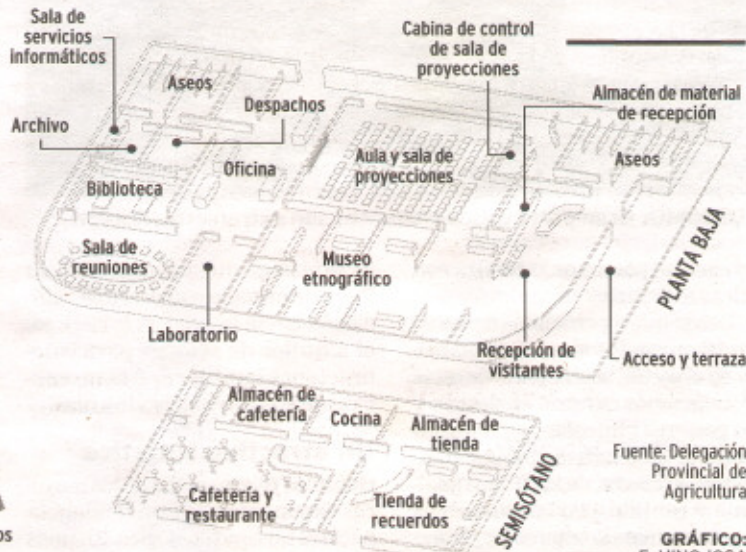 Sala de
servicios
informáticos
Aseos
Despachos
Archivo
Oficina
Biblioteca
Sala de
reuniones
Laboratorio
Cabina de control
de sala de
proyecciones
Almacén de material
de recepción
Aula y sala de
proyecciones
Aseos
Museo
etnográfico
PLANTA BAJA
Recepción de
visitantes
Acceso y terraza
Almacén de
cafetería
Cocina
Almacén de
tienda
Cafetería y
restaurante
Tienda de
recuerdos
SEMISÓTANO
Fuente: Delegación
Provincial de
Agricultura
GRÁFICO: